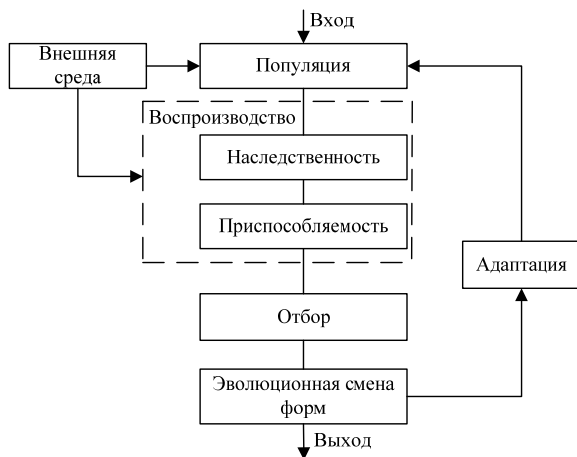 Вход
Внешняя
среда
Популяция
Воспроизводство
Наследственность
Приспособляемость
Адаптация
Отбор
Эволюционная смена
форм
Выход